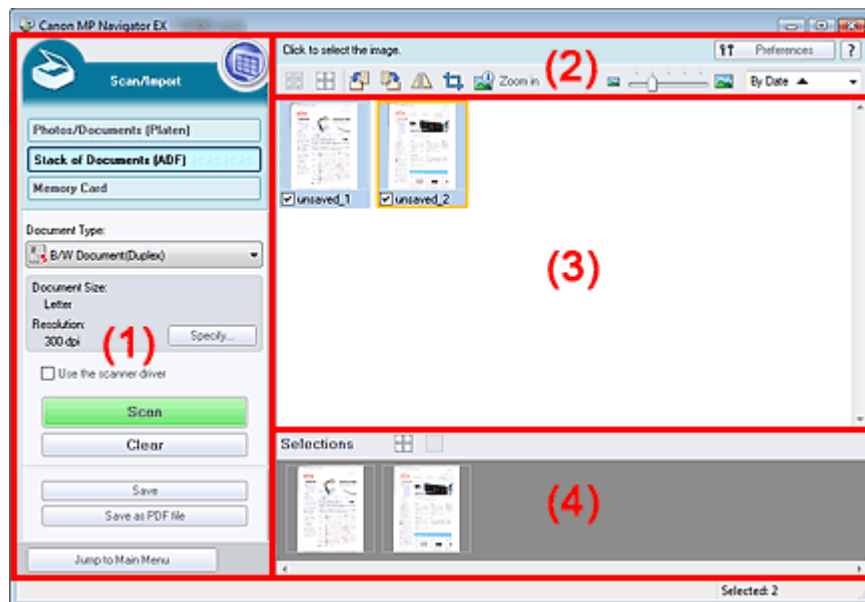 Canon MP Navigator EX
Scan/Import
Photos/Documents (Platen)
Stack of Documents (ADF)
Memory Card
Document Type:
B/W Document(Duplex)
Document Size:
Letter
Resolution:
300 dpi
Specify...
(1)
Use the scanner driver
Scan
Clear
Save
Save as PDF file
Jump to Main Menu
Click to select the image.
Preferences
?
Zoom in
(2)
By Date
unsaved_1
unsaved_2
(3)
Selections
(4)
Selected: 2